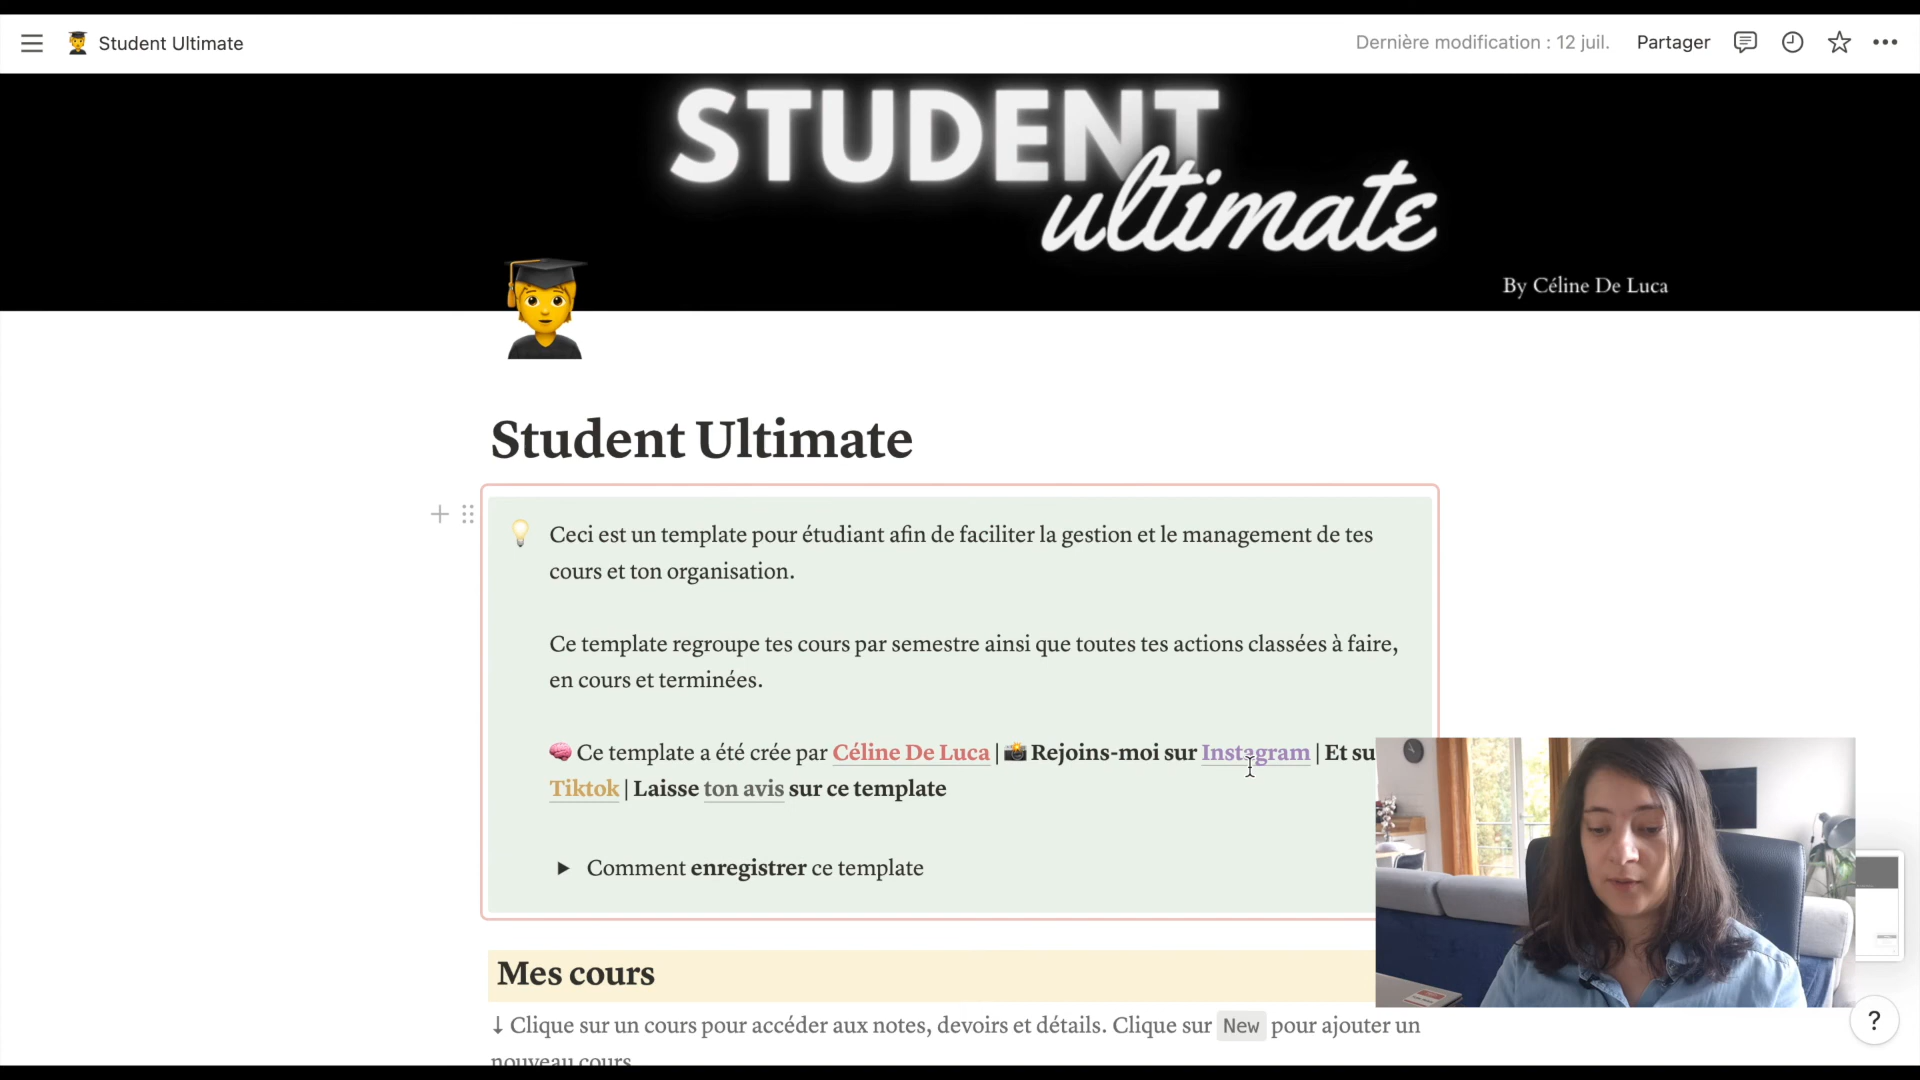 Student Ultimate
Dernière modification : 12 juil.
Partager
STUDENT
ultimate
By Céline De Luca
Student Ultimate
Ceci est un template pour étudiant afin de faciliter la gestion et le management de tes
cours et ton organisation.
Ce template regroupe tes cours par semestre ainsi que toutes tes actions classées à faire,
en cours et terminées.
🧠 Ce template a été crée par Céline De Luca | 📸 Rejoins-moi sur Instagram | Et su
Tiktok | Laisse ton avis sur ce template
Comment enregistrer ce template
Mes cours
↓ Clique sur un cours pour accéder aux notes, devoirs et détails. Clique sur New pour ajouter un
nouveau cours
?